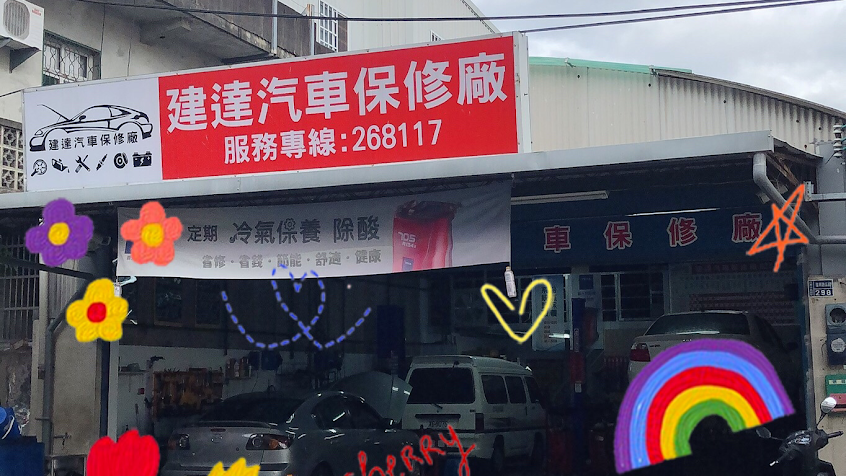 建達汽車保修廠
服務專線:268117
建達汽車保修廠
定期 冷氣保養 除酸
省修·省錢·節能·舒適·健康
705
車保修廠
298